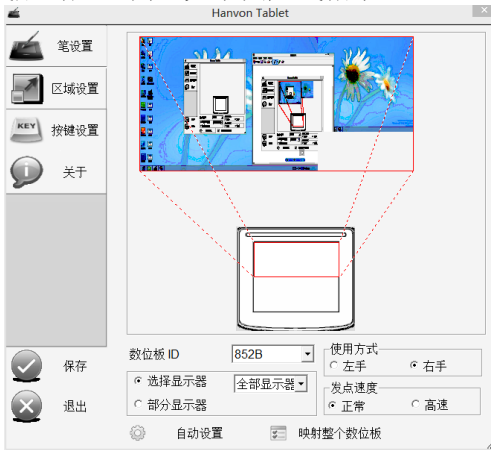 Hanvon Tablet
笔设置
区域设置
KEY 按键设置
关于
数位板 ID 852B
使用方式
左手 右手
选择显示器 全部显示器
部分显示器
发点速度
正常 高速
保存
退出
自动设置 映射整个数位板